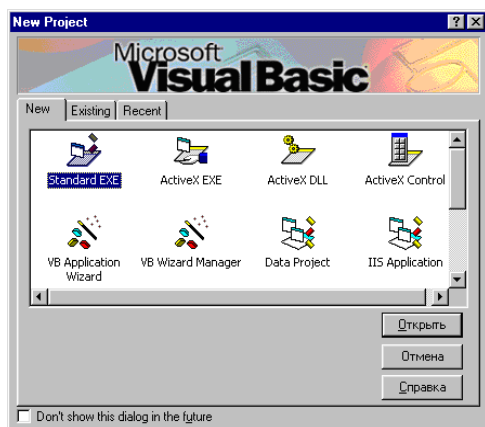 New Project
Microsoft
Visual Basic
New Existing Recent
Standard EXE ActiveX EXE ActiveX DLL ActiveX Control
VB Application Wizard VB Wizard Manager Data Project IIS Application
Открыть
Отмена
Справка
Don't show this dialog in the future